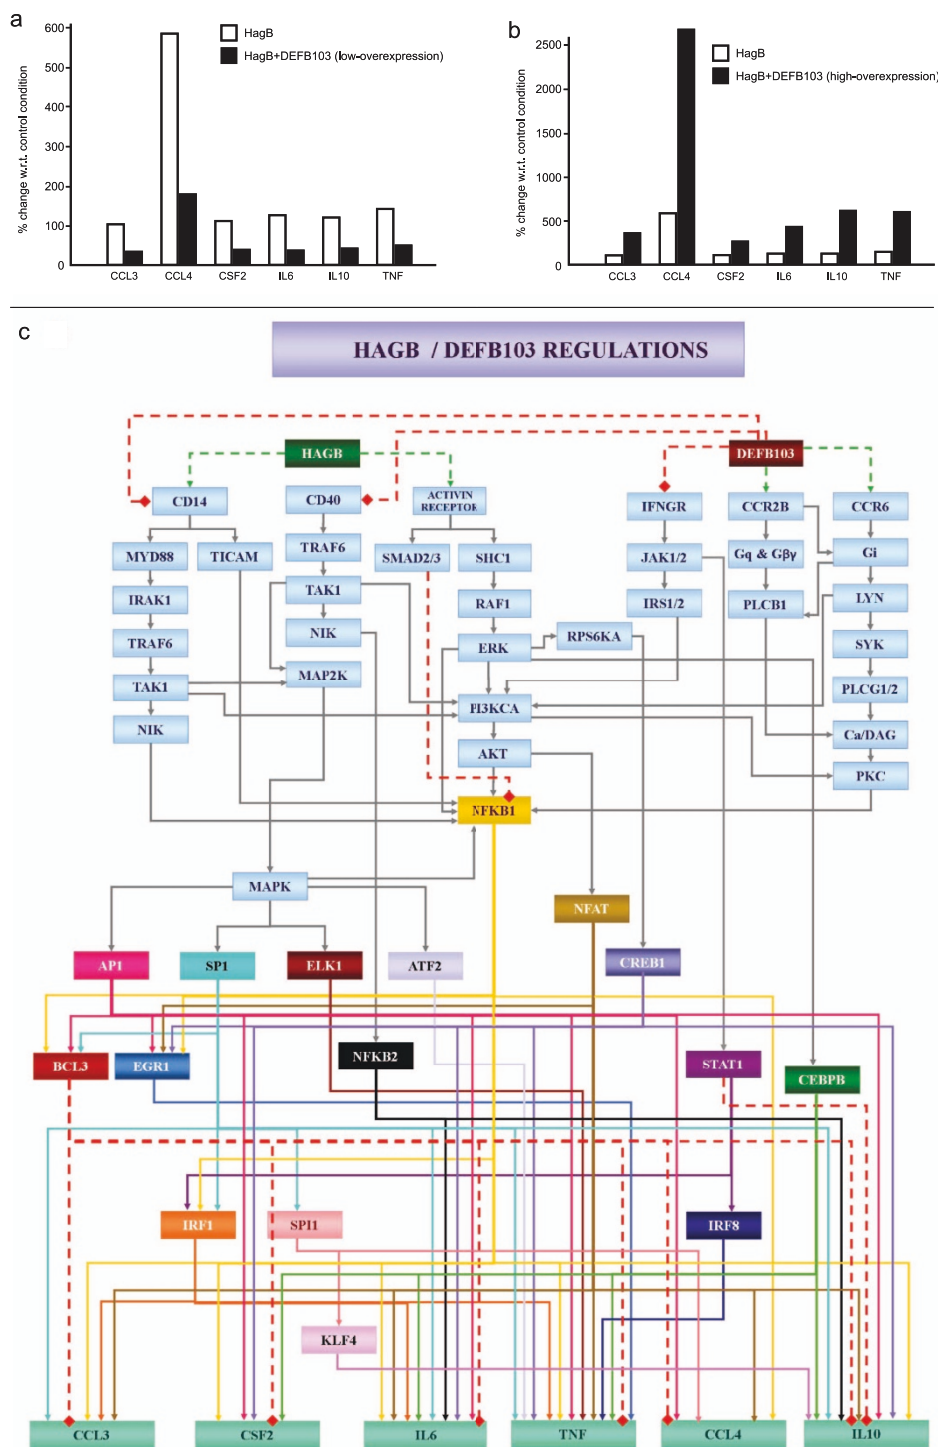 a
% change w.r.t. control condition
600
500
400
300
200
100
0
HagB
HagB+DEFB103 (low-overexpression)
CCL3 CCL4 CSF2 IL6 IL10 TNF
b
% change w.r.t. control condition
2500
2000
1500
1000
500
0
HagB
HagB+DEFB103 (high-overexpression)
CCL3 CCL4 CSF2 IL6 IL10 TNF
c
HAGB / DEFB103 REGULATIONS
HAGB DEFB103
CD14 CD40 ACTIVIN
RECEPTOR IFNGR CCR2B CCR6
MYD88 TICAM TRAF6 SMAD2/3 SHC1 JAK1/2 Gq & Gβγ Gi
IRAK1 TAK1 RAF1 IRS1/2 PLCB1 LYN
TRAF6 NIK ERK RPS6KA SYK
TAK1 MAP2K PI3KCA PLCG1/2
NIK AKT Ca/DAG
PKC
NFKB1
MAPK
NFAT
AP1 SP1 ELK1 ATF2 CREB1
BCL3 EGR1 NFKB2 STAT1
CEBPB
IRF1 SPI1 IRF8
KLF4
CCL3 CSF2 IL6 TNF CCL4 IL10